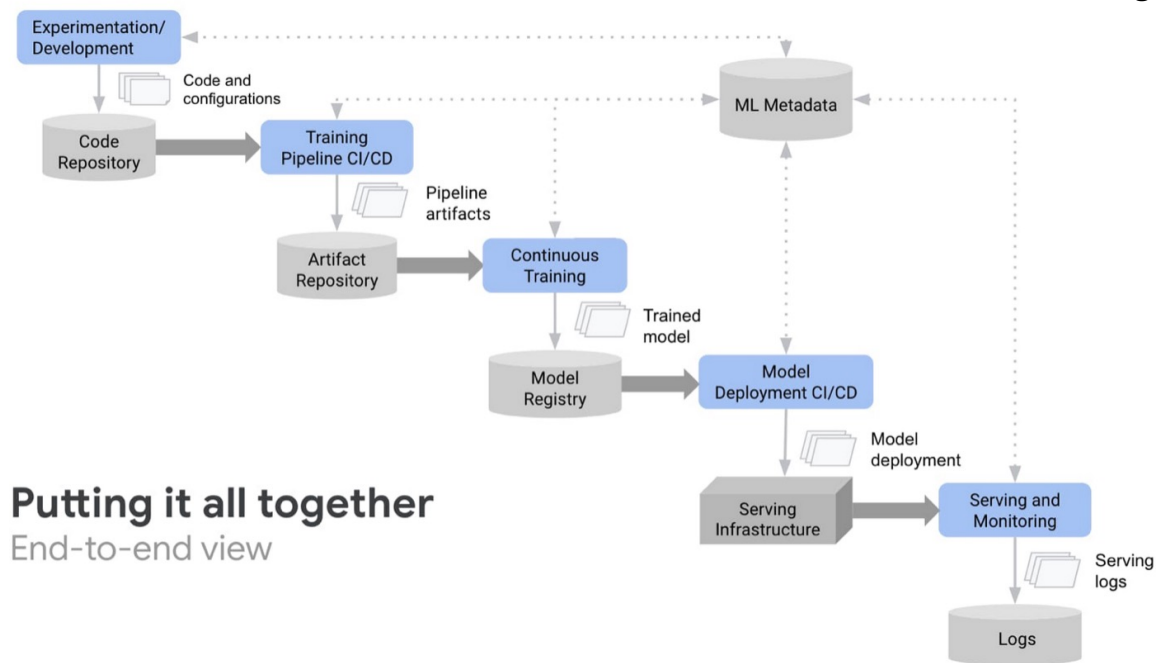 Experimentation/
Development
Code and
configurations
ML Metadata
Code
Repository
Training
Pipeline CI/CD
Pipeline
artifacts
Artifact
Repository
Continuous
Training
Trained
model
Model
Registry
Model
Deployment CI/CD
Model
deployment
Putting it all together
End-to-end view
Serving
Infrastructure
Serving and
Monitoring
Serving
logs
Logs